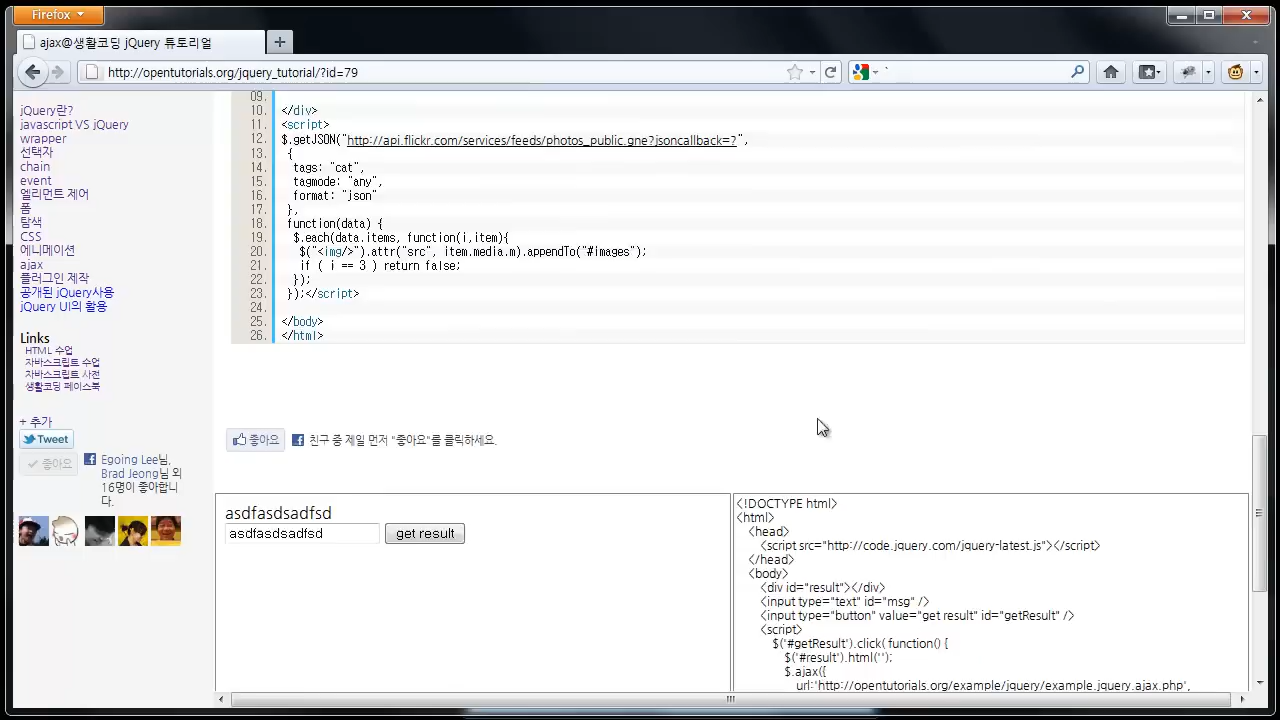 Firefox
ajax@생활코딩 jQuery 튜토리얼
http://opentutorials.org/jquery_tutorial/?id=79
jQuery란?
javascript VS jQuery
wrapper
선택자
chain
event
엘리먼트 제어
폼
탐색
CSS
에니메이션
ajax
플러그인 제작
공개된 jQuery사용
jQuery UI의 활용
Links
HTML 수업
자바스크립트 수업
자바스크립트 사전
생활코딩 페이스북
+ 추가
Tweet
좋아요
Egoing Lee님,
Brad Jeong님 외
16명이 좋아합니
다.
09.
10. </div>
11. <script>
12. $.getJSON("http://api.flickr.com/services/feeds/photos_public.gne?jsoncallback=?",
13. {
14. tags: "cat",
15. tagmode: "any",
16. format: "json"
17. },
18. function(data) {
19. $.each(data.items, function(i,item){
20. $("<img/>").attr("src", item.media.m).appendTo("#images");
21. if ( i == 3 ) return false;
22. });
23. });</script>
24.
25. </body>
26. </html>
좋아요
친구 중 제일 먼저 "좋아요"를 클릭하세요.
asdfasdsadfsd
asdfasdsadfsd get result
<!DOCTYPE html>
<html>
<head>
<script src="http://code.jquery.com/jquery-latest.js"></script>
</head>
<body>
<div id="result"></div>
<input type="text" id="msg" />
<input type="button" value="get result" id="getResult" />
<script>
$('#getResult').click( function() {
$('#result').html('');
$.ajax({
url:'http://opentutorials.org/example/jquery/example.jquery.ajax.php',